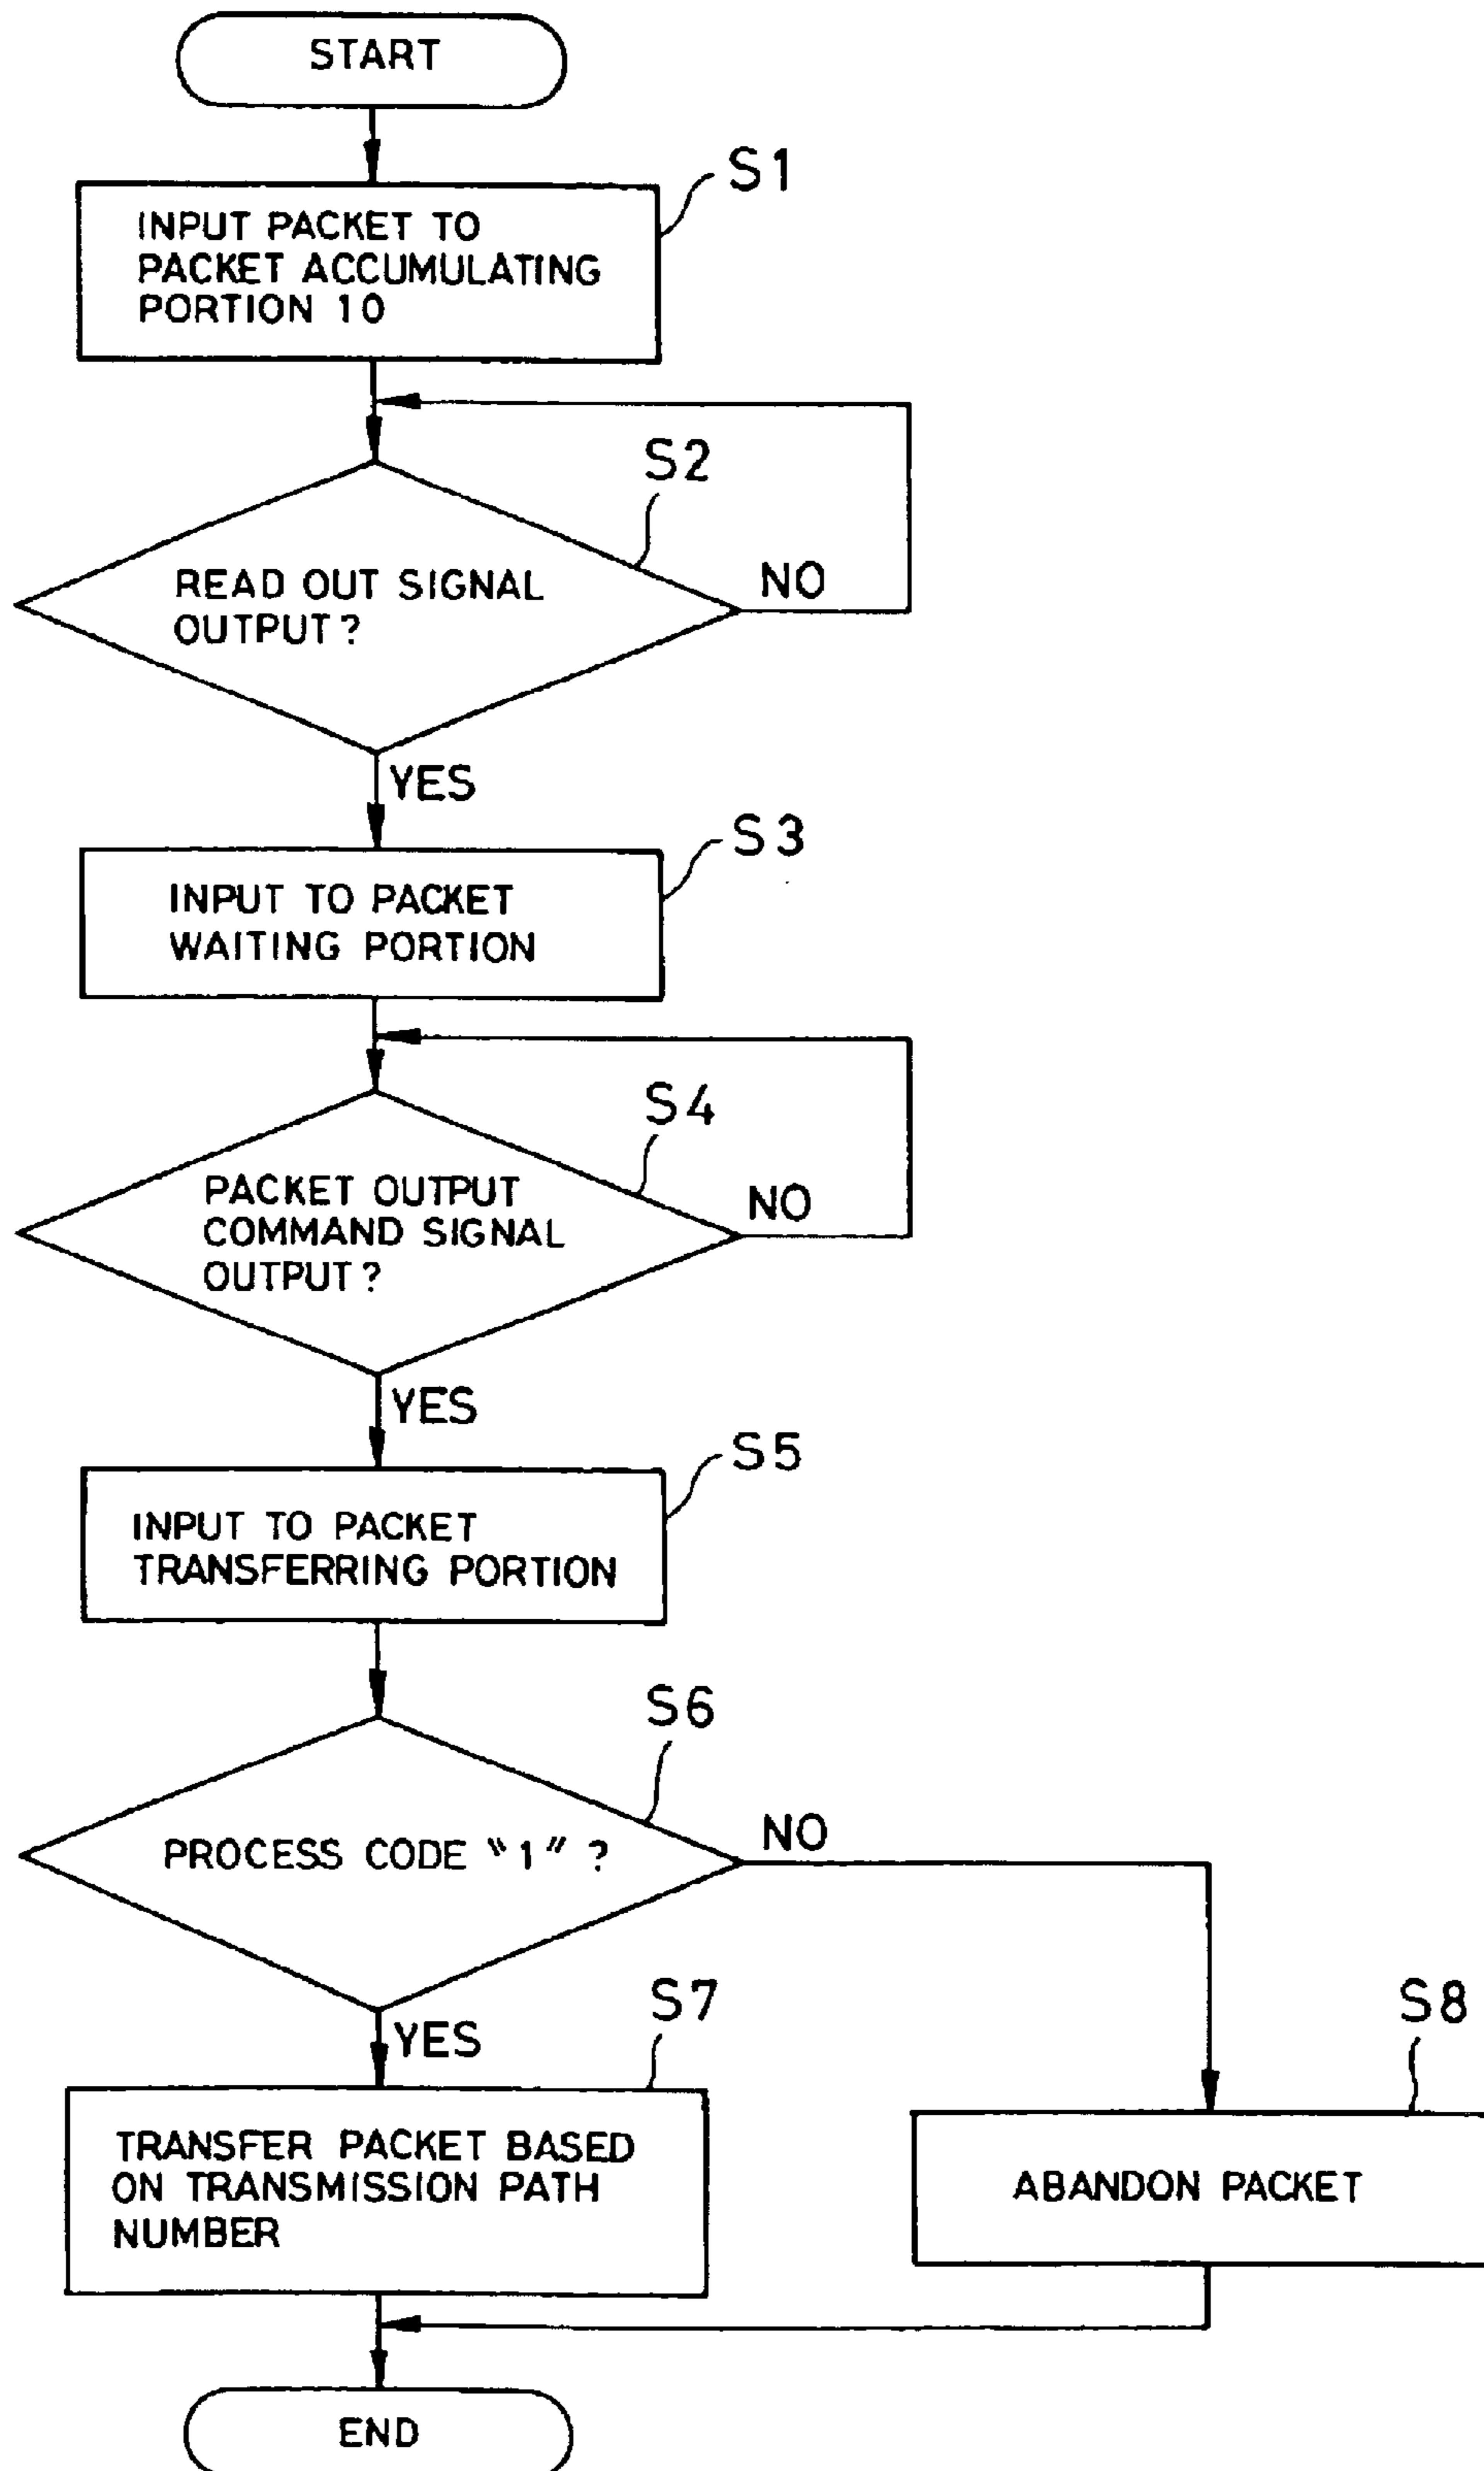 START
S1
INPUT PACKET TO
PACKET ACCUMULATING
PORTION 10
S2
READ OUT SIGNAL
OUTPUT?
NO
YES
S3
INPUT TO PACKET
WAITING PORTION
S4
PACKET OUTPUT
COMMAND SIGNAL
OUTPUT?
NO
YES
S5
INPUT TO PACKET
TRANSFERRING PORTION
S6
PROCESS CODE "1" ?
NO
YES
S7
TRANSFER PACKET BASED
ON TRANSMISSION PATH
NUMBER
S8
ABANDON PACKET
END